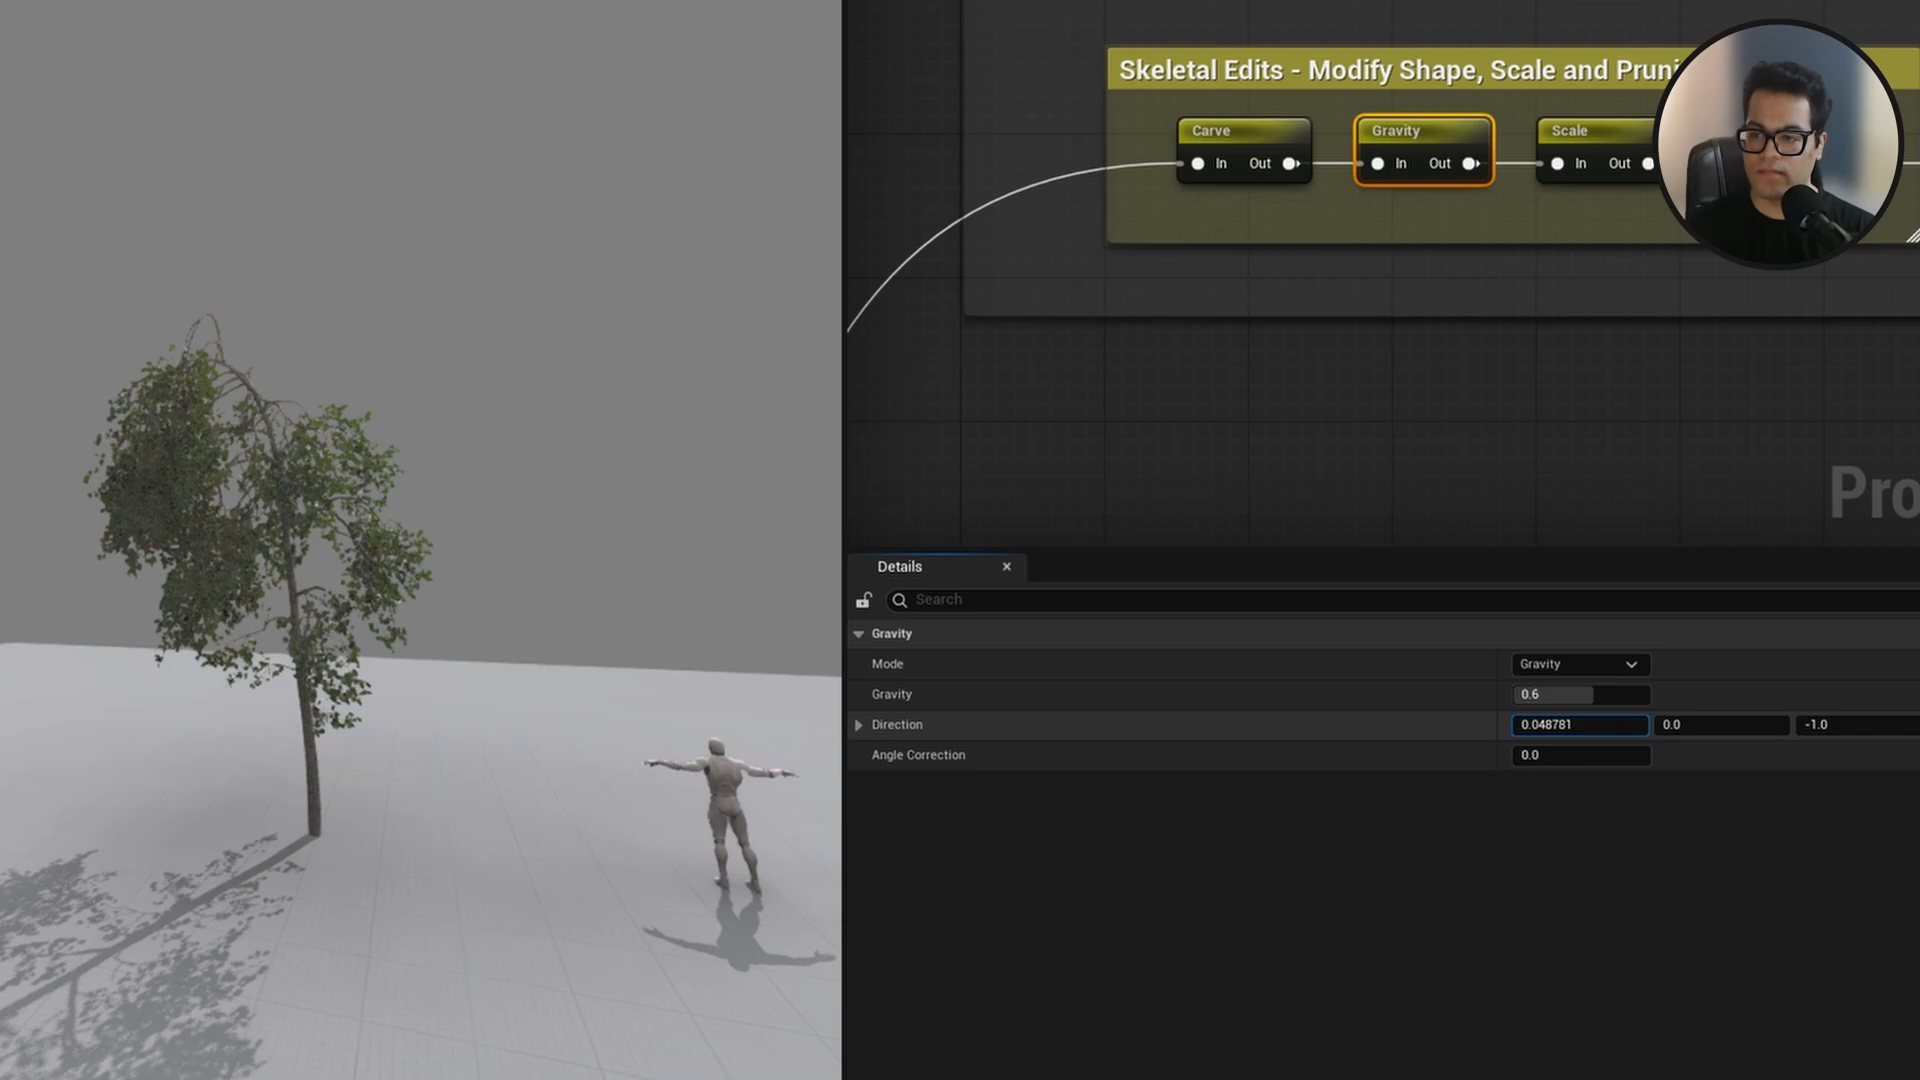 Skeletal Edits - Modify Shape, Scale and Pruni
Carve
Gravity
Scale
In Out
In Out
In Out
Pro
Details
Search
Gravity
Mode Gravity
Gravity 0.6
Direction 0.048781 0.0 -1.0
Angle Correction 0.0